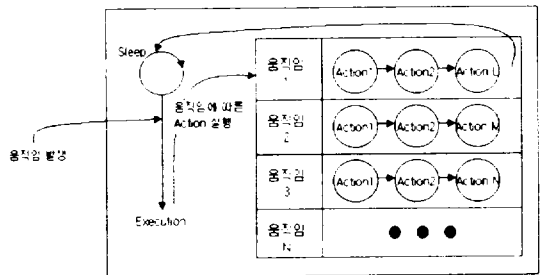 Sleep
움직임에 따른
Action 실행
움직임 발생
Execution
움직임
1
Action1
Action2
Action L
움직임
2
Action1
Action2
Action M
움직임
3
Action1
Action2
Action N
움직임
N